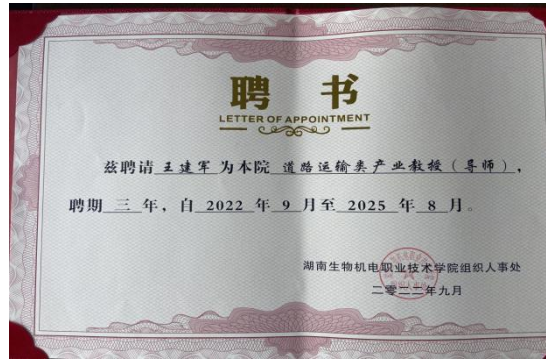 聘 书
LETTER OF APPOINTMENT
兹聘请 王建军 为本院 道路运输类产业教授（导师），
聘期 三 年，自 2022 年 9 月至 2025 年 8 月。
湖南生物机电职业技术学院组织人事处
二零二二年九月